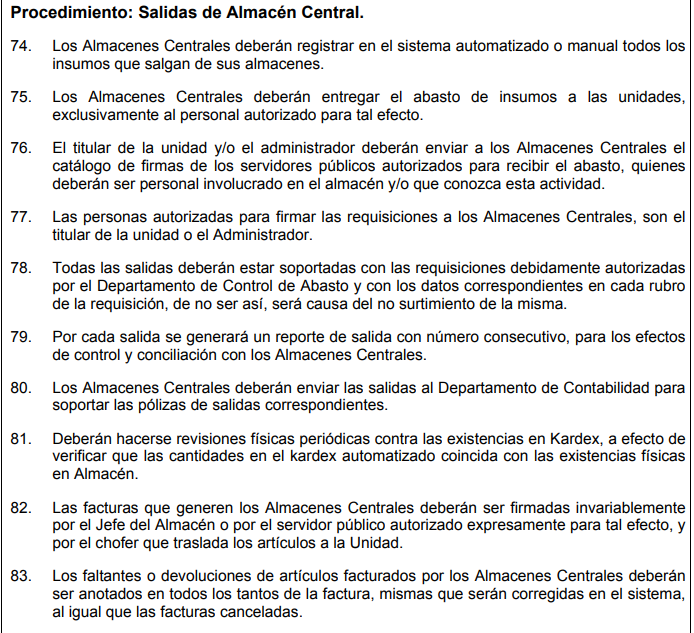 Procedimiento: Salidas de Almacén Central.
74. Los Almacenes Centrales deberán registrar en el sistema automatizado o manual todos los
insumos que salgan de sus almacenes.
75. Los Almacenes Centrales deberán entregar el abasto de insumos a las unidades,
exclusivamente al personal autorizado para tal efecto.
76. El titular de la unidad y/o el administrador deberán enviar a los Almacenes Centrales el
catálogo de firmas de los servidores públicos autorizados para recibir el abasto, quienes
deberán ser personal involucrado en el almacén y/o que conozca esta actividad.
77. Las personas autorizadas para firmar las requisiciones a los Almacenes Centrales, son el
titular de la unidad o el Administrador.
78. Todas las salidas deberán estar soportadas con las requisiciones debidamente autorizadas
por el Departamento de Control de Abasto y con los datos correspondientes en cada rubro
de la requisición, de no ser así, será causa del no surtimiento de la misma.
79. Por cada salida se generará un reporte de salida con número consecutivo, para los efectos
de control y conciliación con los Almacenes Centrales.
80. Los Almacenes Centrales deberán enviar las salidas al Departamento de Contabilidad para
soportar las pólizas de salidas correspondientes.
81. Deberán hacerse revisiones físicas periódicas contra las existencias en Kardex, a efecto de
verificar que las cantidades en el kardex automatizado coincida con las existencias físicas
en Almacén.
82. Las facturas que generen los Almacenes Centrales deberán ser firmadas invariablemente
por el Jefe del Almacén o por el servidor público autorizado expresamente para tal efecto, y
por el chofer que traslada los artículos a la Unidad.
83. Los faltantes o devoluciones de artículos facturados por los Almacenes Centrales deberán
ser anotados en todos los tantos de la factura, mismas que serán corregidas en el sistema,
al igual que las facturas canceladas.